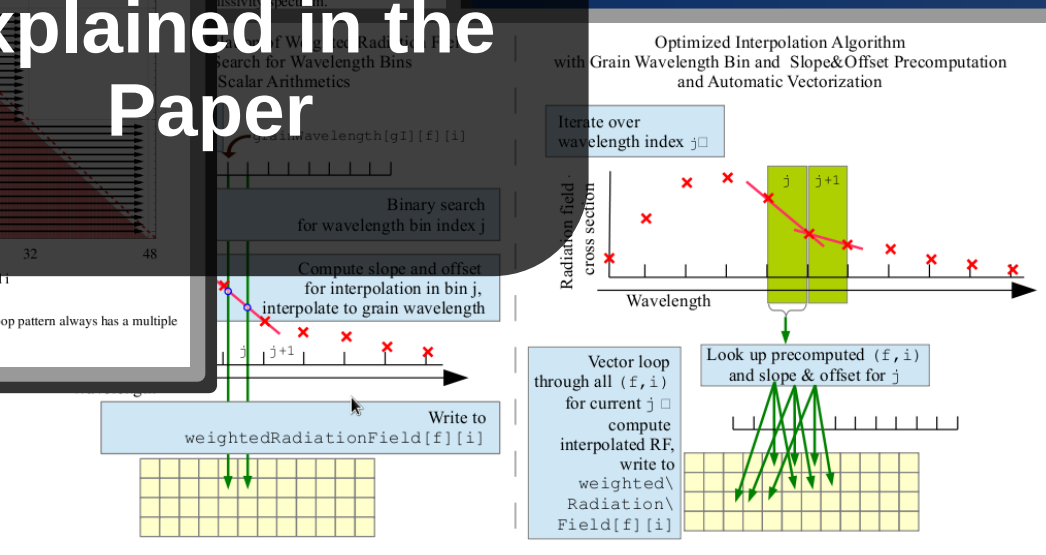 xplained in the
Paper
Search for Wavelength Bins
Scalar Arithmetics
grainWavelength[gI][f][i]
Binary search
for wavelength bin index j
Compute slope and offset
for interpolation in bin j,
interpolate to grain wavelength
j j+1
Write to
weightedRadiationField[f][i]
32 48
op pattern always has a multiple
Optimized Interpolation Algorithm
with Grain Wavelength Bin and Slope&Offset Precomputation
and Automatic Vectorization
Iterate over
wavelength index j
Radiation field ·
cross section
j j+1
Wavelength
Look up precomputed (f,i)
and slope & offset for j
Vector loop
through all (f,i)
for current j
compute
interpolated RF,
write to
weighted\
Radiation\
Field[f][i]